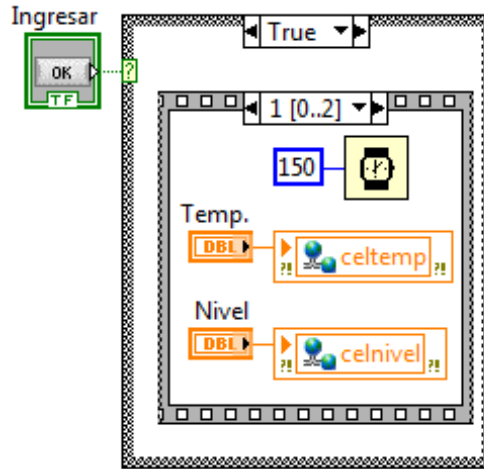 Ingresar
True
OK
?
TF
1 [0..2]
150
Temp.
DBL
?!
celtemp
?!
Nivel
DBL
?!
celnivel
?!